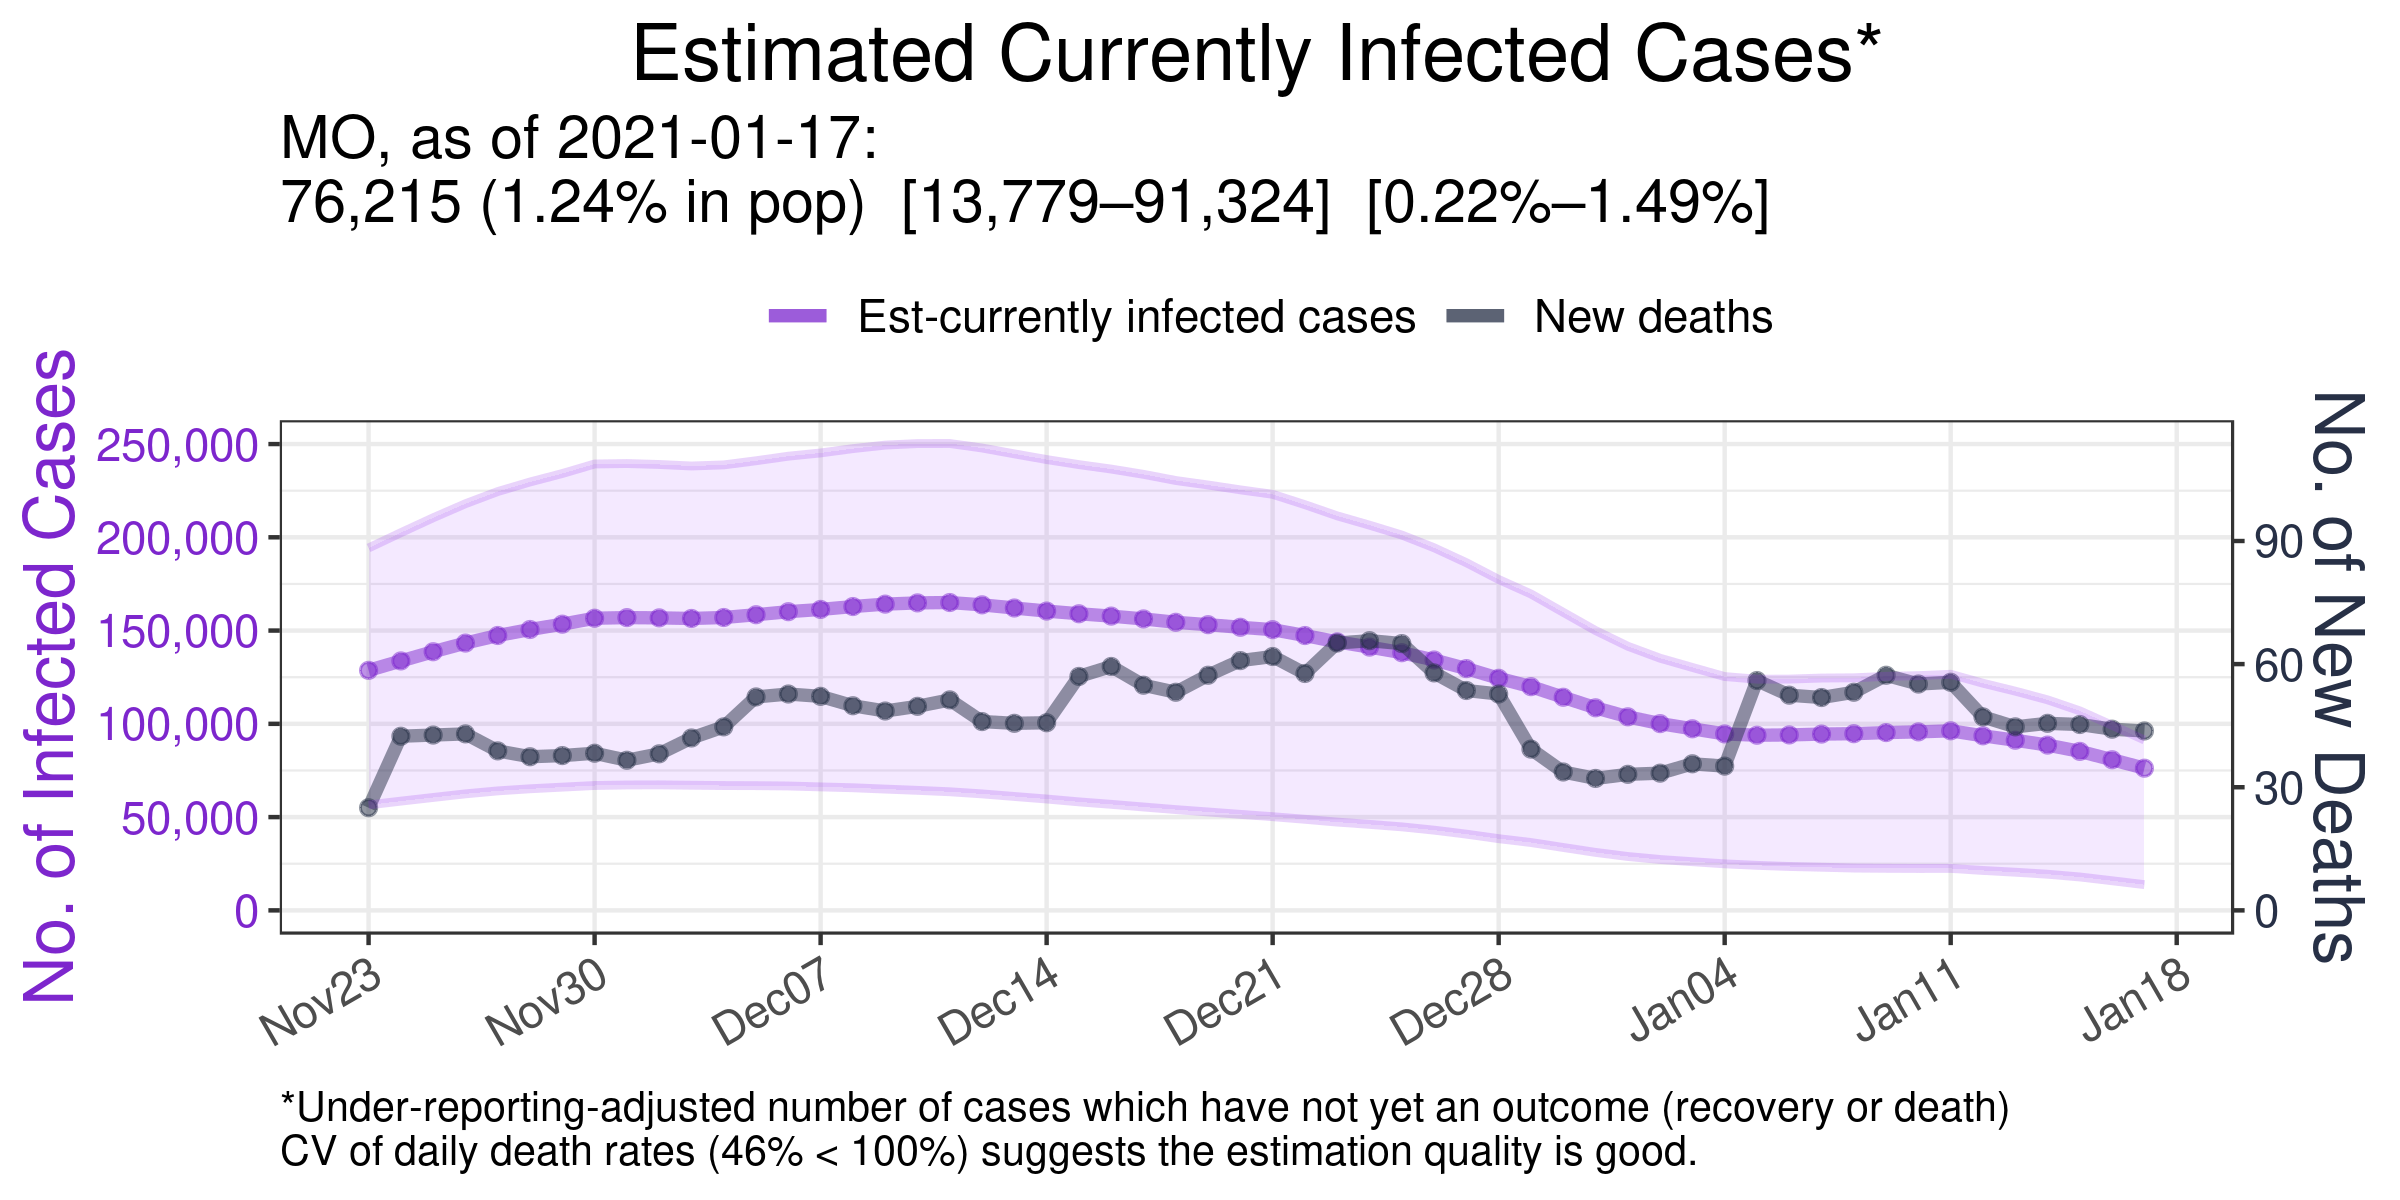 Estimated Currently Infected Cases*
MO, as of 2021-01-17:
76,215 (1.24% in pop)  [13,779–91,324]  [0.22%–1.49%]
Est-currently infected cases
New deaths
No. of Infected Cases
250,000
200,000
150,000
100,000
50,000
0
90
60
30
0
No. of New Deaths
Nov23
Nov30
Dec07
Dec14
Dec21
Dec28
Jan04
Jan11
Jan18
*Under-reporting-adjusted number of cases which have not yet an outcome (recovery or death)
CV of daily death rates (46% < 100%) suggests the estimation quality is good.